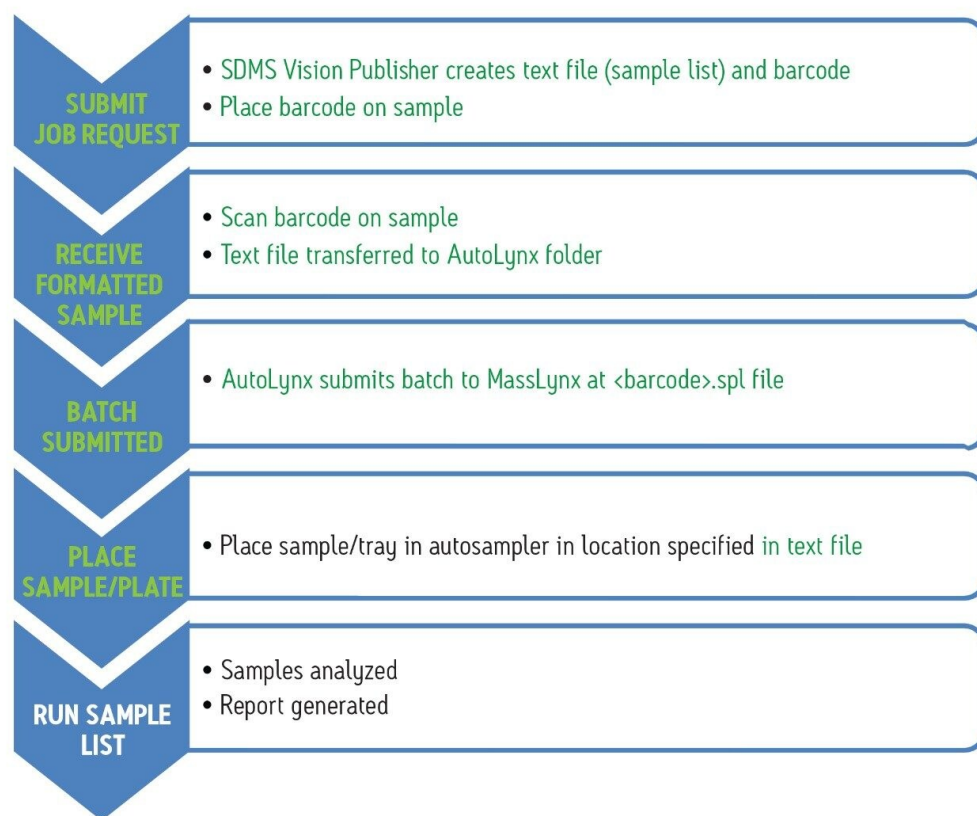 SUBMIT
JOB REQUEST
• SDMS Vision Publisher creates text file (sample list) and barcode
• Place barcode on sample
RECEIVE
FORMATTED
SAMPLE
• Scan barcode on sample
• Text file transferred to AutoLynx folder
BATCH
SUBMITTED
• AutoLynx submits batch to MassLynx at <barcode>.spl file
PLACE
SAMPLE/PLATE
• Place sample/tray in autosampler in location specified in text file
RUN SAMPLE
LIST
• Samples analyzed
• Report generated